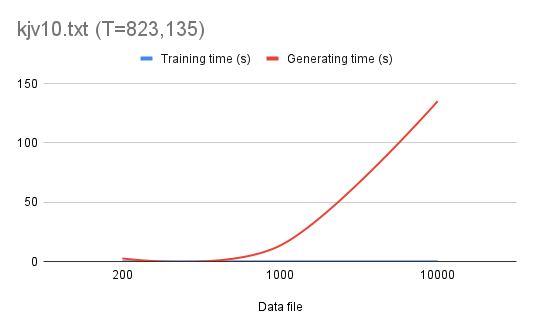 kjv10.txt (T=823,135)
Training time (s) Generating time (s)
150
100
50
0
200 1000 10000
Data file